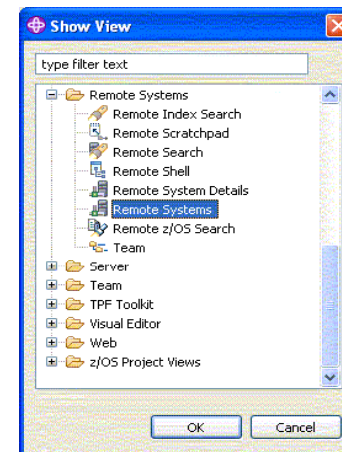 Show View
type filter text
Remote Systems
Remote Index Search
Remote Scratchpad
Remote Search
Remote Shell
Remote System Details
Remote Systems
Remote z/OS Search
Team
Server
Team
TPF Toolkit
Visual Editor
Web
z/OS Project Views
OK Cancel